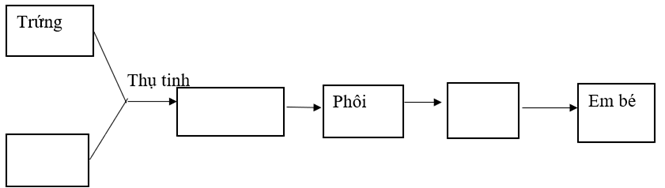 Trứng
Thụ tinh
Phôi
Em bé